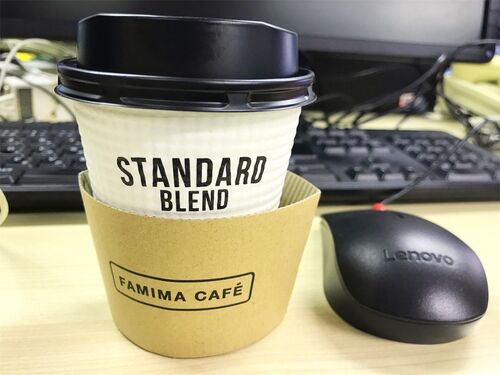 STANDARD
BLEND
FAMIMA CAFÉ
Lenovo